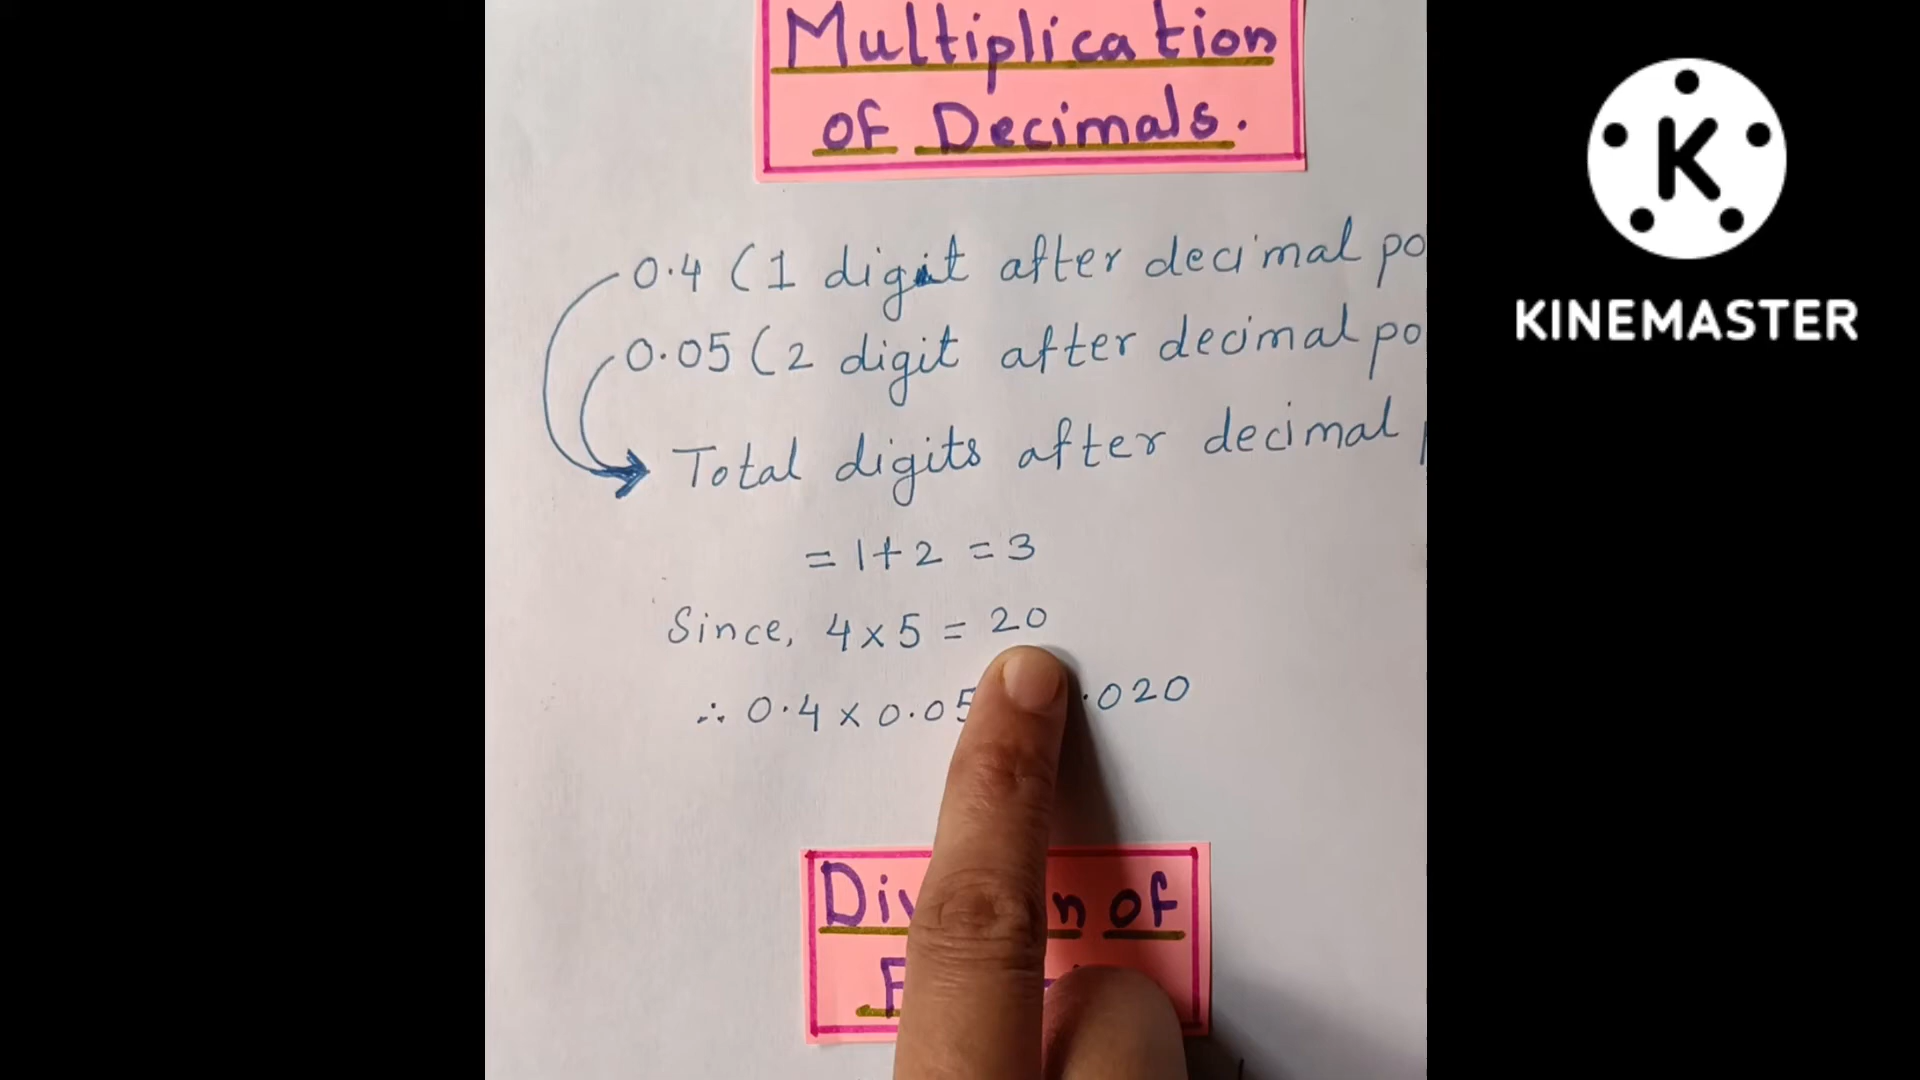 Multiplication
of Decimals.
0.4 (1 digit after decimal po
0.05 (2 digit after decimal po
Total digits after decimal
= 1+2 = 3
Since, 4 x 5 = 20
∴ 0.4 x 0.05 .020
of
K
KINEMASTER